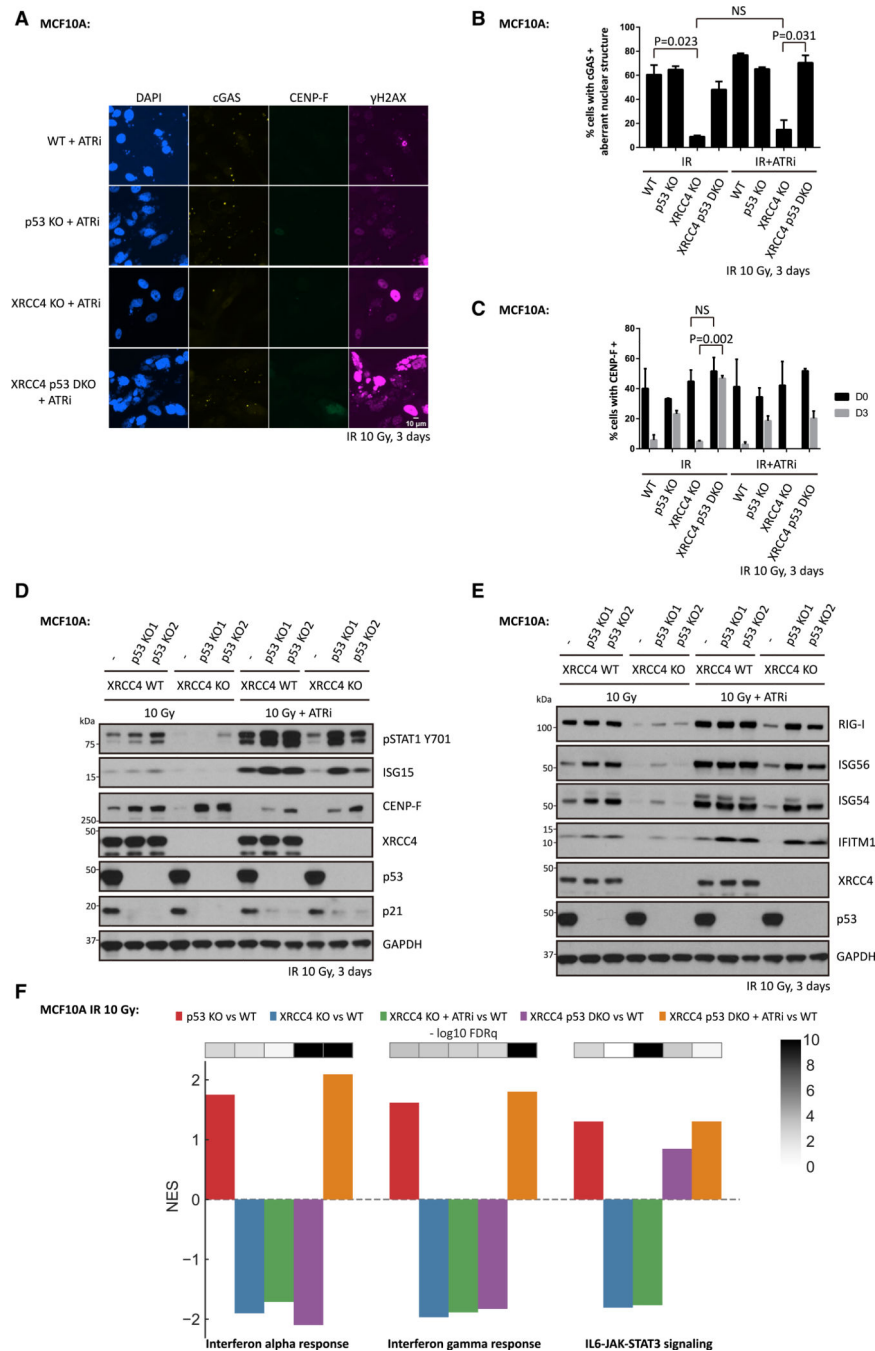 A MCF10A:
DAPI cGAS CENP-F γH2AX
WT + ATRi
p53 KO + ATRi
XRCC4 KO + ATRi
XRCC4 p53 DKO
+ ATRi
10 μm
IR 10 Gy, 3 days
B MCF10A:
NS
P=0.023
P=0.031
% cells with cGAS +
aberrant nuclear structure
100
80
60
40
20
0
IR IR+ATRi
WT p53 KO XRCC4 KO XRCC4 p53 DKO WT p53 KO XRCC4 KO XRCC4 p53 DKO
IR 10 Gy, 3 days
C MCF10A:
NS
P=0.002
% cells with CENP-F +
80
60
40
20
0
D0
D3
IR IR+ATRi
WT p53 KO XRCC4 KO XRCC4 p53 DKO WT p53 KO XRCC4 KO XRCC4 p53 DKO
IR 10 Gy, 3 days
D
MCF10A: - p53 KO1 p53 KO2 - p53 KO1 p53 KO2 - p53 KO1 p53 KO2 - p53 KO1 p53 KO2
XRCC4 WT XRCC4 KO XRCC4 WT XRCC4 KO
10 Gy 10 Gy + ATRi
kDa
75 pSTAT1 Y701
15 ISG15
250 CENP-F
50 XRCC4
50 p53
20 p21
37 GAPDH
IR 10 Gy, 3 days
E
MCF10A: - p53 KO1 p53 KO2 - p53 KO1 p53 KO2 - p53 KO1 p53 KO2 - p53 KO1 p53 KO2
XRCC4 WT XRCC4 KO XRCC4 WT XRCC4 KO
10 Gy 10 Gy + ATRi
kDa
100 RIG-I
50 ISG56
50 ISG54
15
10 IFITM1
50 XRCC4
50 p53
37 GAPDH
IR 10 Gy, 3 days
F
MCF10A IR 10 Gy: p53 KO vs WT XRCC4 KO vs WT XRCC4 KO + ATRi vs WT XRCC4 p53 DKO vs WT XRCC4 p53 DKO + ATRi vs WT
- log10 FDRq
10
8
6
4
2
0
NES
2
1
0
−1
−2
Interferon alpha response Interferon gamma response IL6-JAK-STAT3 signaling